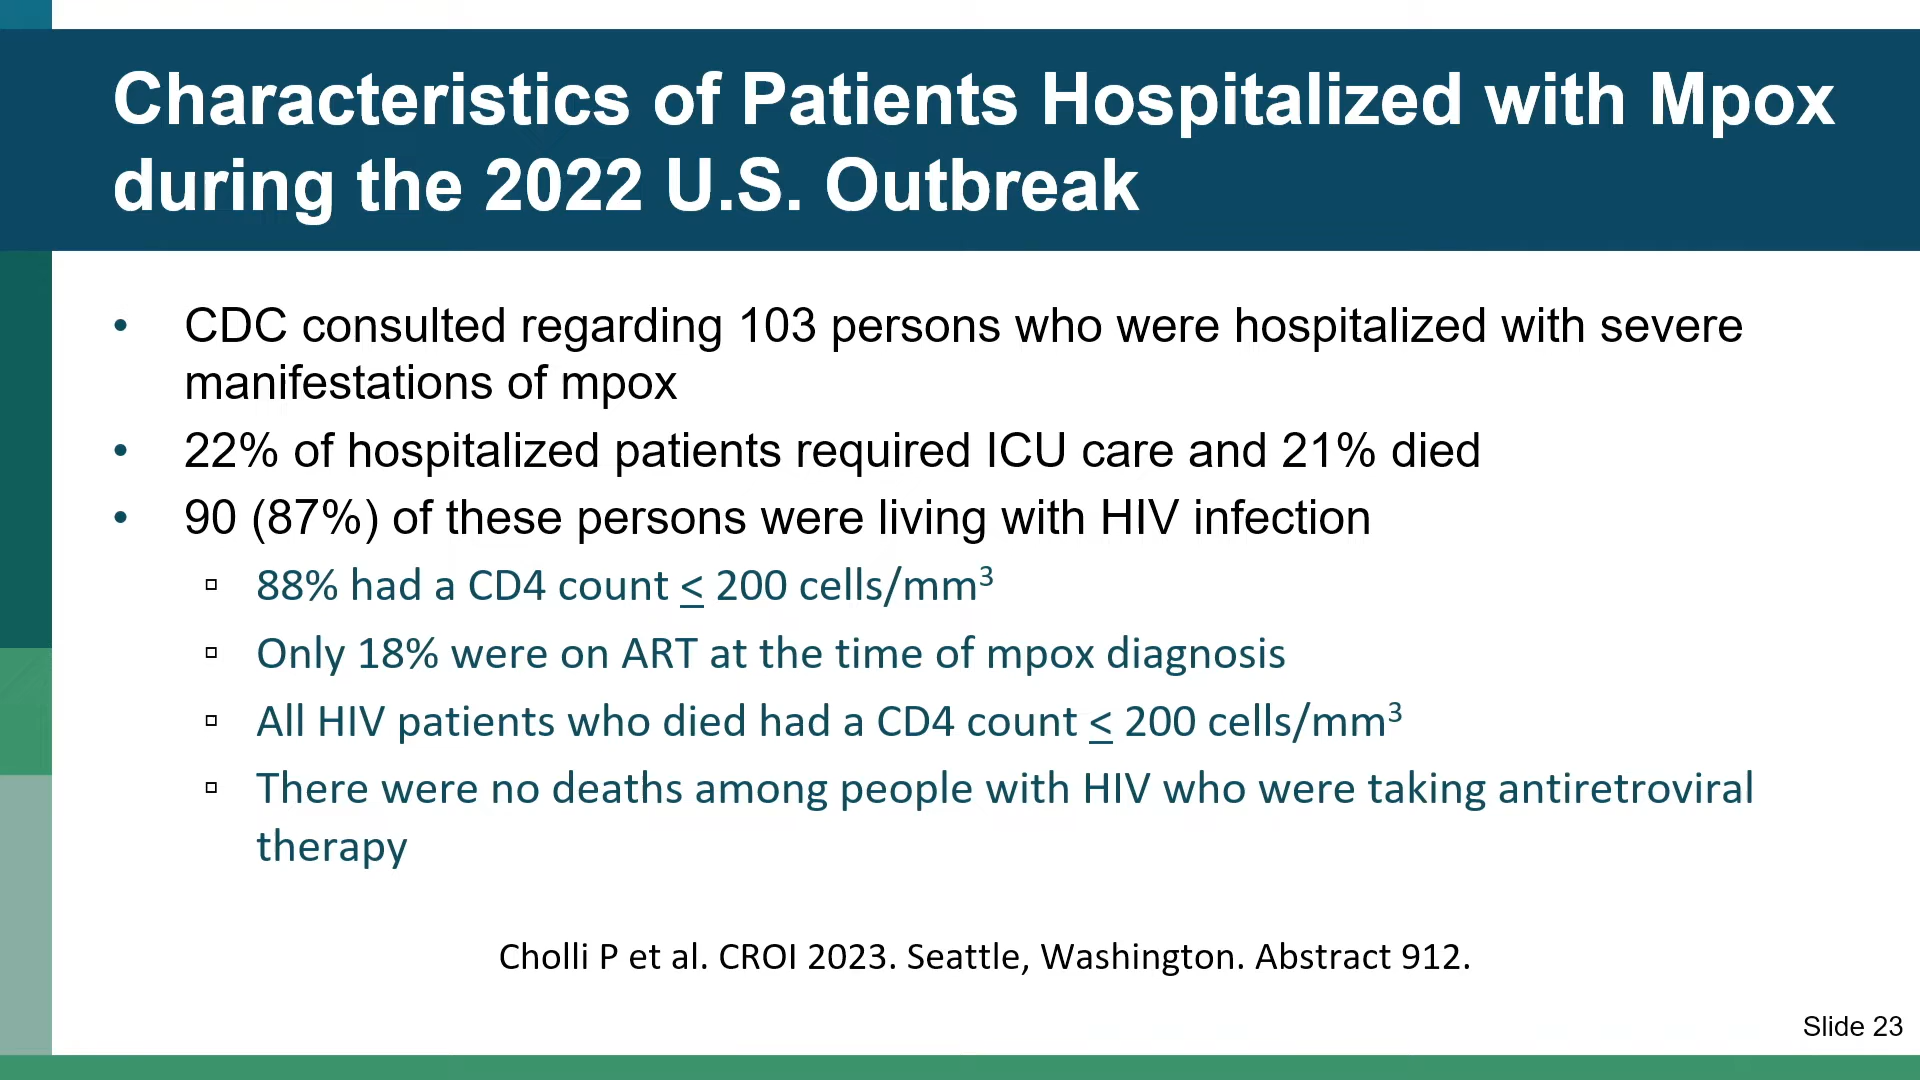 Characteristics of Patients Hospitalized with Mpox
during the 2022 U.S. Outbreak
• CDC consulted regarding 103 persons who were hospitalized with severe
manifestations of mpox
• 22% of hospitalized patients required ICU care and 21% died
• 90 (87%) of these persons were living with HIV infection
▫ 88% had a CD4 count ≤ 200 cells/mm³
▫ Only 18% were on ART at the time of mpox diagnosis
▫ All HIV patients who died had a CD4 count ≤ 200 cells/mm³
▫ There were no deaths among people with HIV who were taking antiretroviral
therapy
Cholli P et al. CROI 2023. Seattle, Washington. Abstract 912.
Slide 23